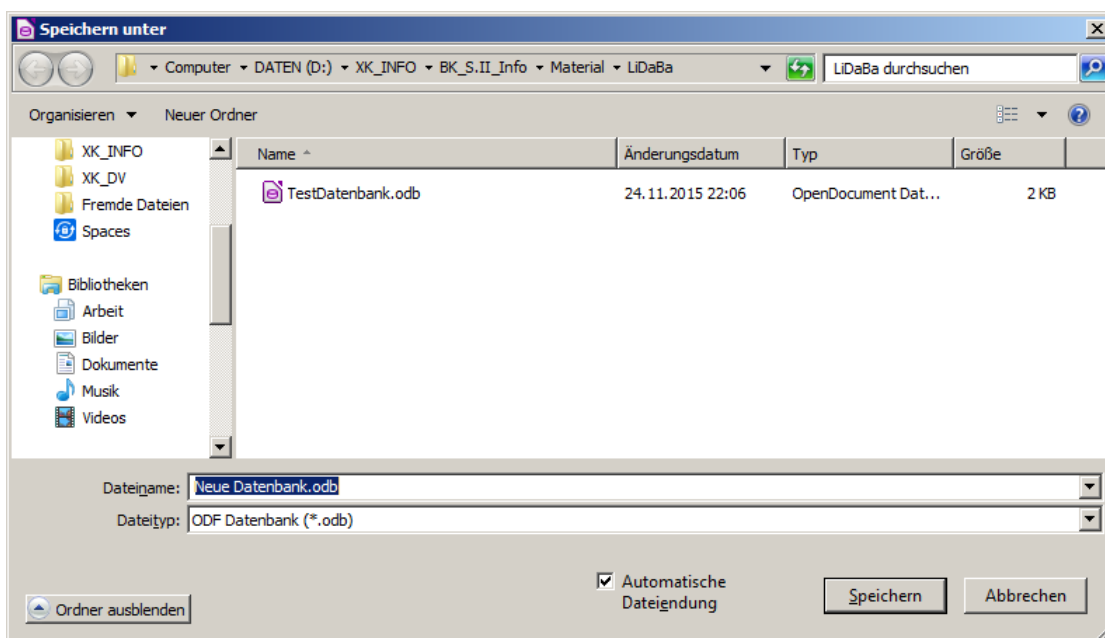 Speichern unter
Computer DATEN (D:) XK_INFO BK_S.II_Info Material LiDaBa LiDaBa durchsuchen
Organisieren Neuer Ordner
XK_INFO
XK_DV
Fremde Dateien
Spaces
Bibliotheken
Arbeit
Bilder
Dokumente
Musik
Videos
Name Änderungsdatum Typ Größe
TestDatenbank.odb 24.11.2015 22:06 OpenDocument Dat... 2 KB
Dateiname: Neue Datenbank.odb
Dateityp: ODF Datenbank (*.odb)
Automatische
Dateiendung
Ordner ausblenden Speichern Abbrechen